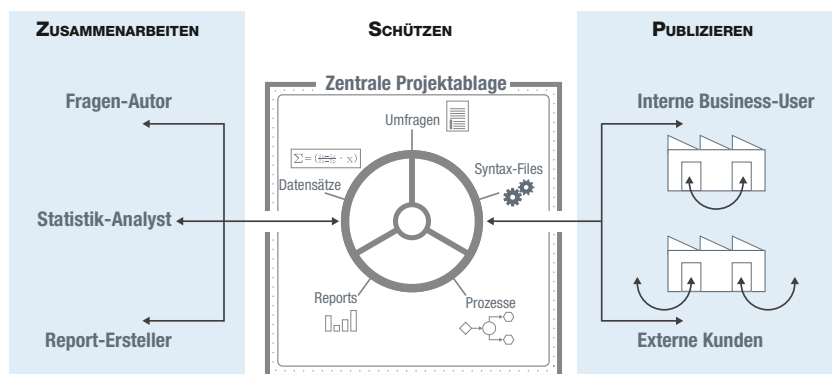 ZUSAMMENARBEITEN
Fragen-Autor
Statistik-Analyst
Report-Ersteller
SCHÜTZEN
Zentrale Projektablage
Umfragen
Datensätze
Syntax-Files
Reports
Prozesse
PUBLIZIEREN
Interne Business-User
Externe Kunden